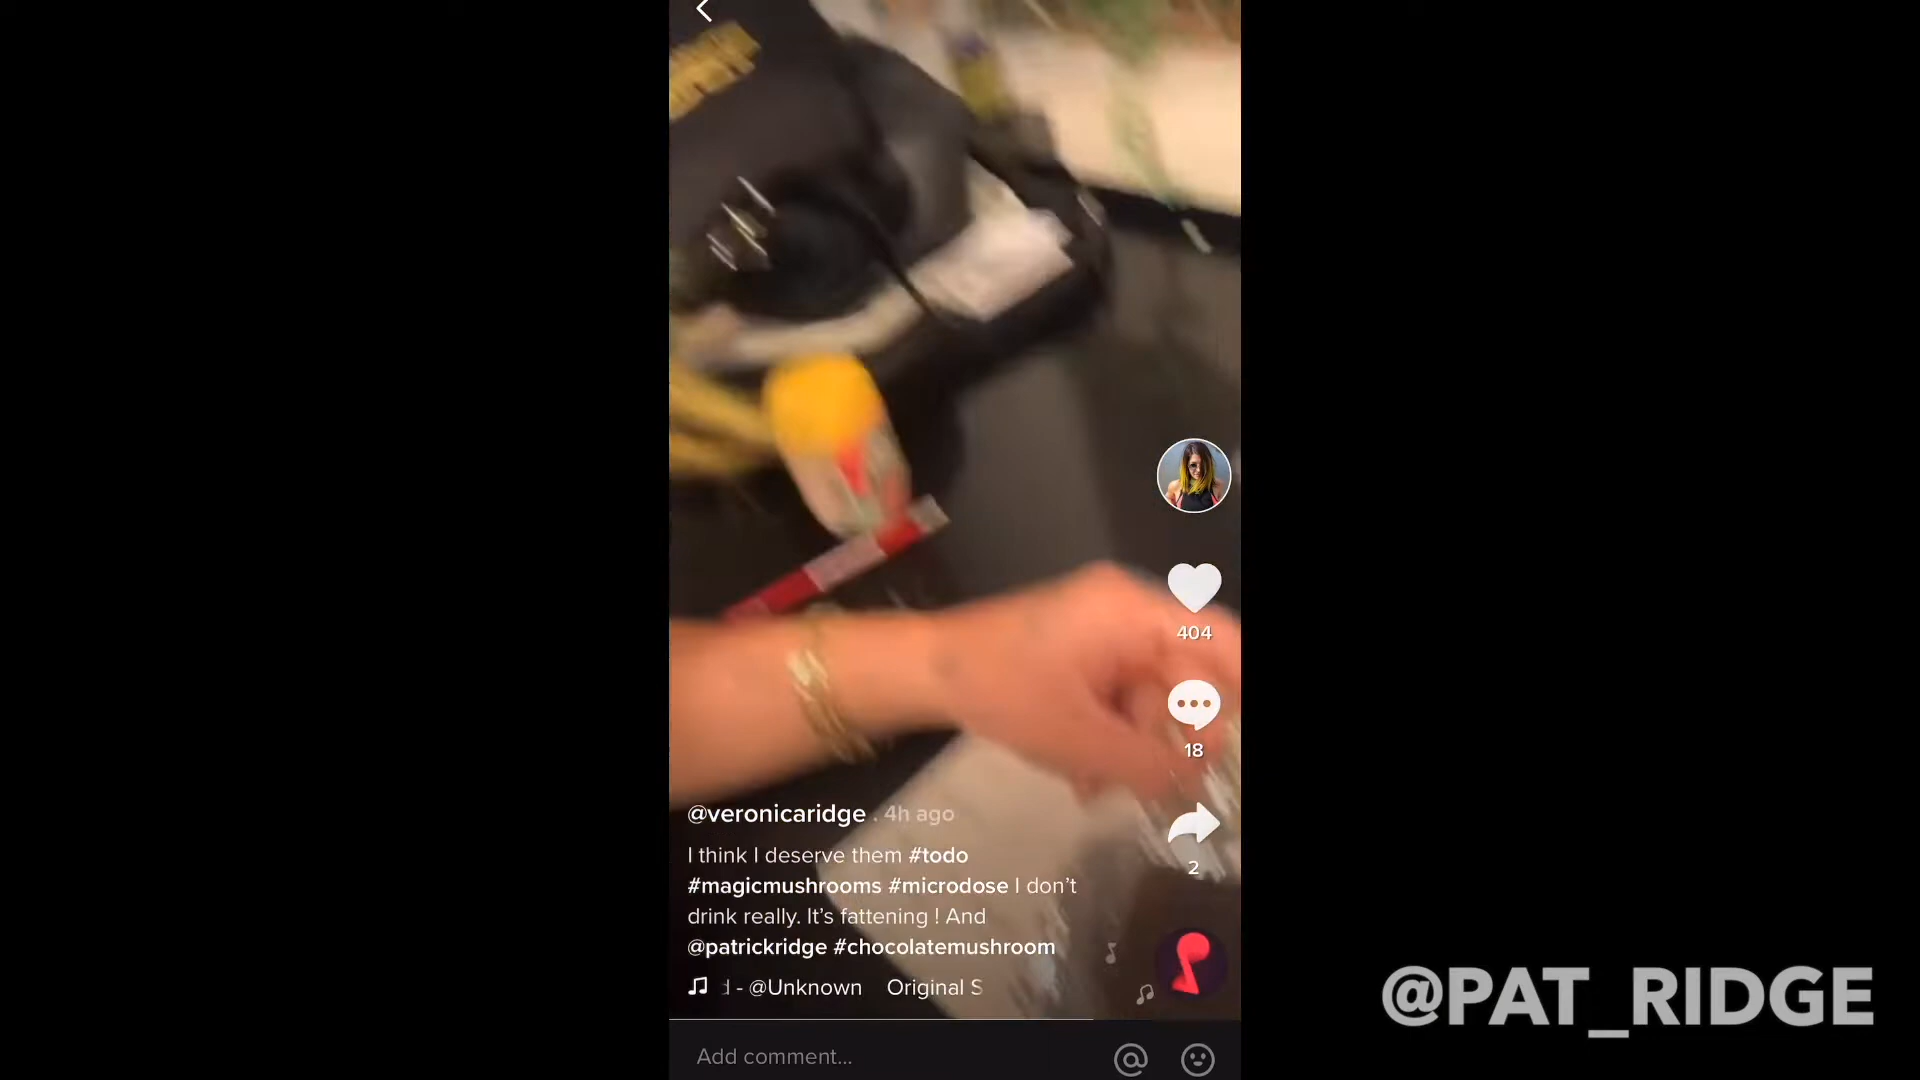 404
18
@veronicaridge . 4h ago
2
I think I deserve them #todo
#magicmushrooms #microdose I don’t
drink really. It’s fattening ! And
@patrickridge #chocolatemushroom
d - @Unknown Original S
Add comment...
@PAT_RIDGE